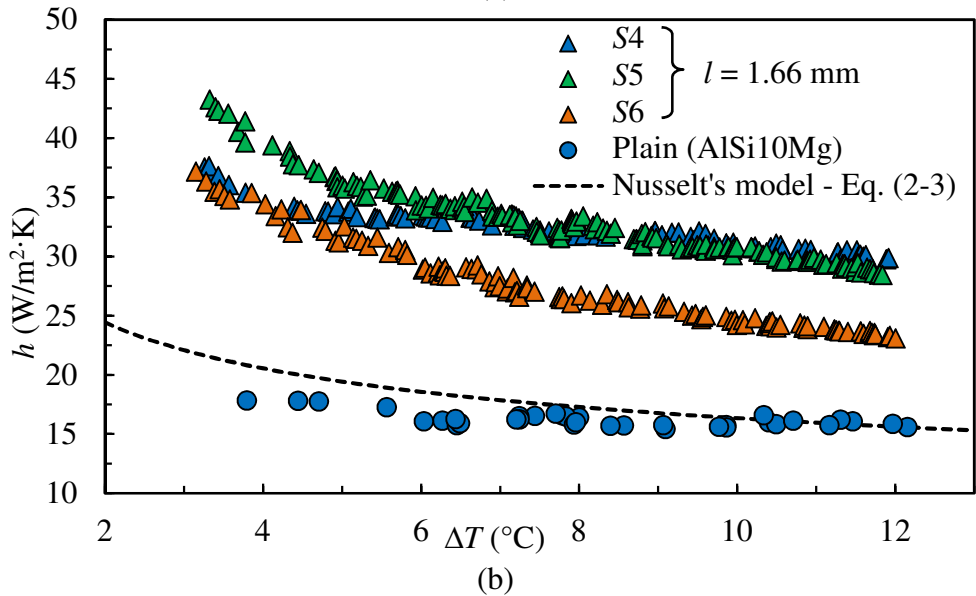 50
45
40
35
30
25
20
15
10
h (W/m²·K)
S4
S5
S6
l = 1.66 mm
Plain (AlSi10Mg)
Nusselt's model - Eq. (2-3)
2 4 6 8 10 12
ΔT (°C)
(b)